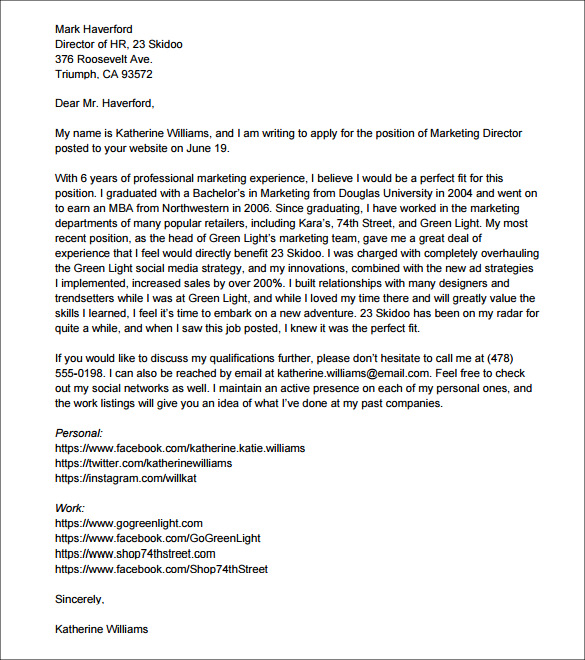 Mark Haverford
Director of HR, 23 Skidoo
376 Roosevelt Ave.
Triumph, CA 93572
Dear Mr. Haverford,
My name is Katherine Williams, and I am writing to apply for the position of Marketing Director
posted to your website on June 19.
With 6 years of professional marketing experience, I believe I would be a perfect fit for this
position. I graduated with a Bachelor’s in Marketing from Douglas University in 2004 and went on
to earn an MBA from Northwestern in 2006. Since graduating, I have worked in the marketing
departments of many popular retailers, including Kara’s, 74th Street, and Green Light. My most
recent position, as the head of Green Light’s marketing team, gave me a great deal of
experience that I feel would directly benefit 23 Skidoo. I was charged with completely overhauling
the Green Light social media strategy, and my innovations, combined with the new ad strategies
I implemented, increased sales by over 200%. I built relationships with many designers and
trendsetters while I was at Green Light, and while I loved my time there and will greatly value the
skills I learned, I feel it’s time to embark on a new adventure. 23 Skidoo has been on my radar for
quite a while, and when I saw this job posted, I knew it was the perfect fit.
If you would like to discuss my qualifications further, please don’t hesitate to call me at (478)
555-0198. I can also be reached by email at katherine.williams@email.com. Feel free to check
out my social networks as well. I maintain an active presence on each of my personal ones, and
the work listings will give you an idea of what I’ve done at my past companies.
Personal:
https://www.facebook.com/katherine.katie.williams
https://twitter.com/katherinewilliams
https://instagram.com/willkat
Work:
https://www.gogreenlight.com
https://www.facebook.com/GoGreenLight
https://www.shop74thstreet.com
https://www.facebook.com/Shop74thStreet
Sincerely,
Katherine Williams